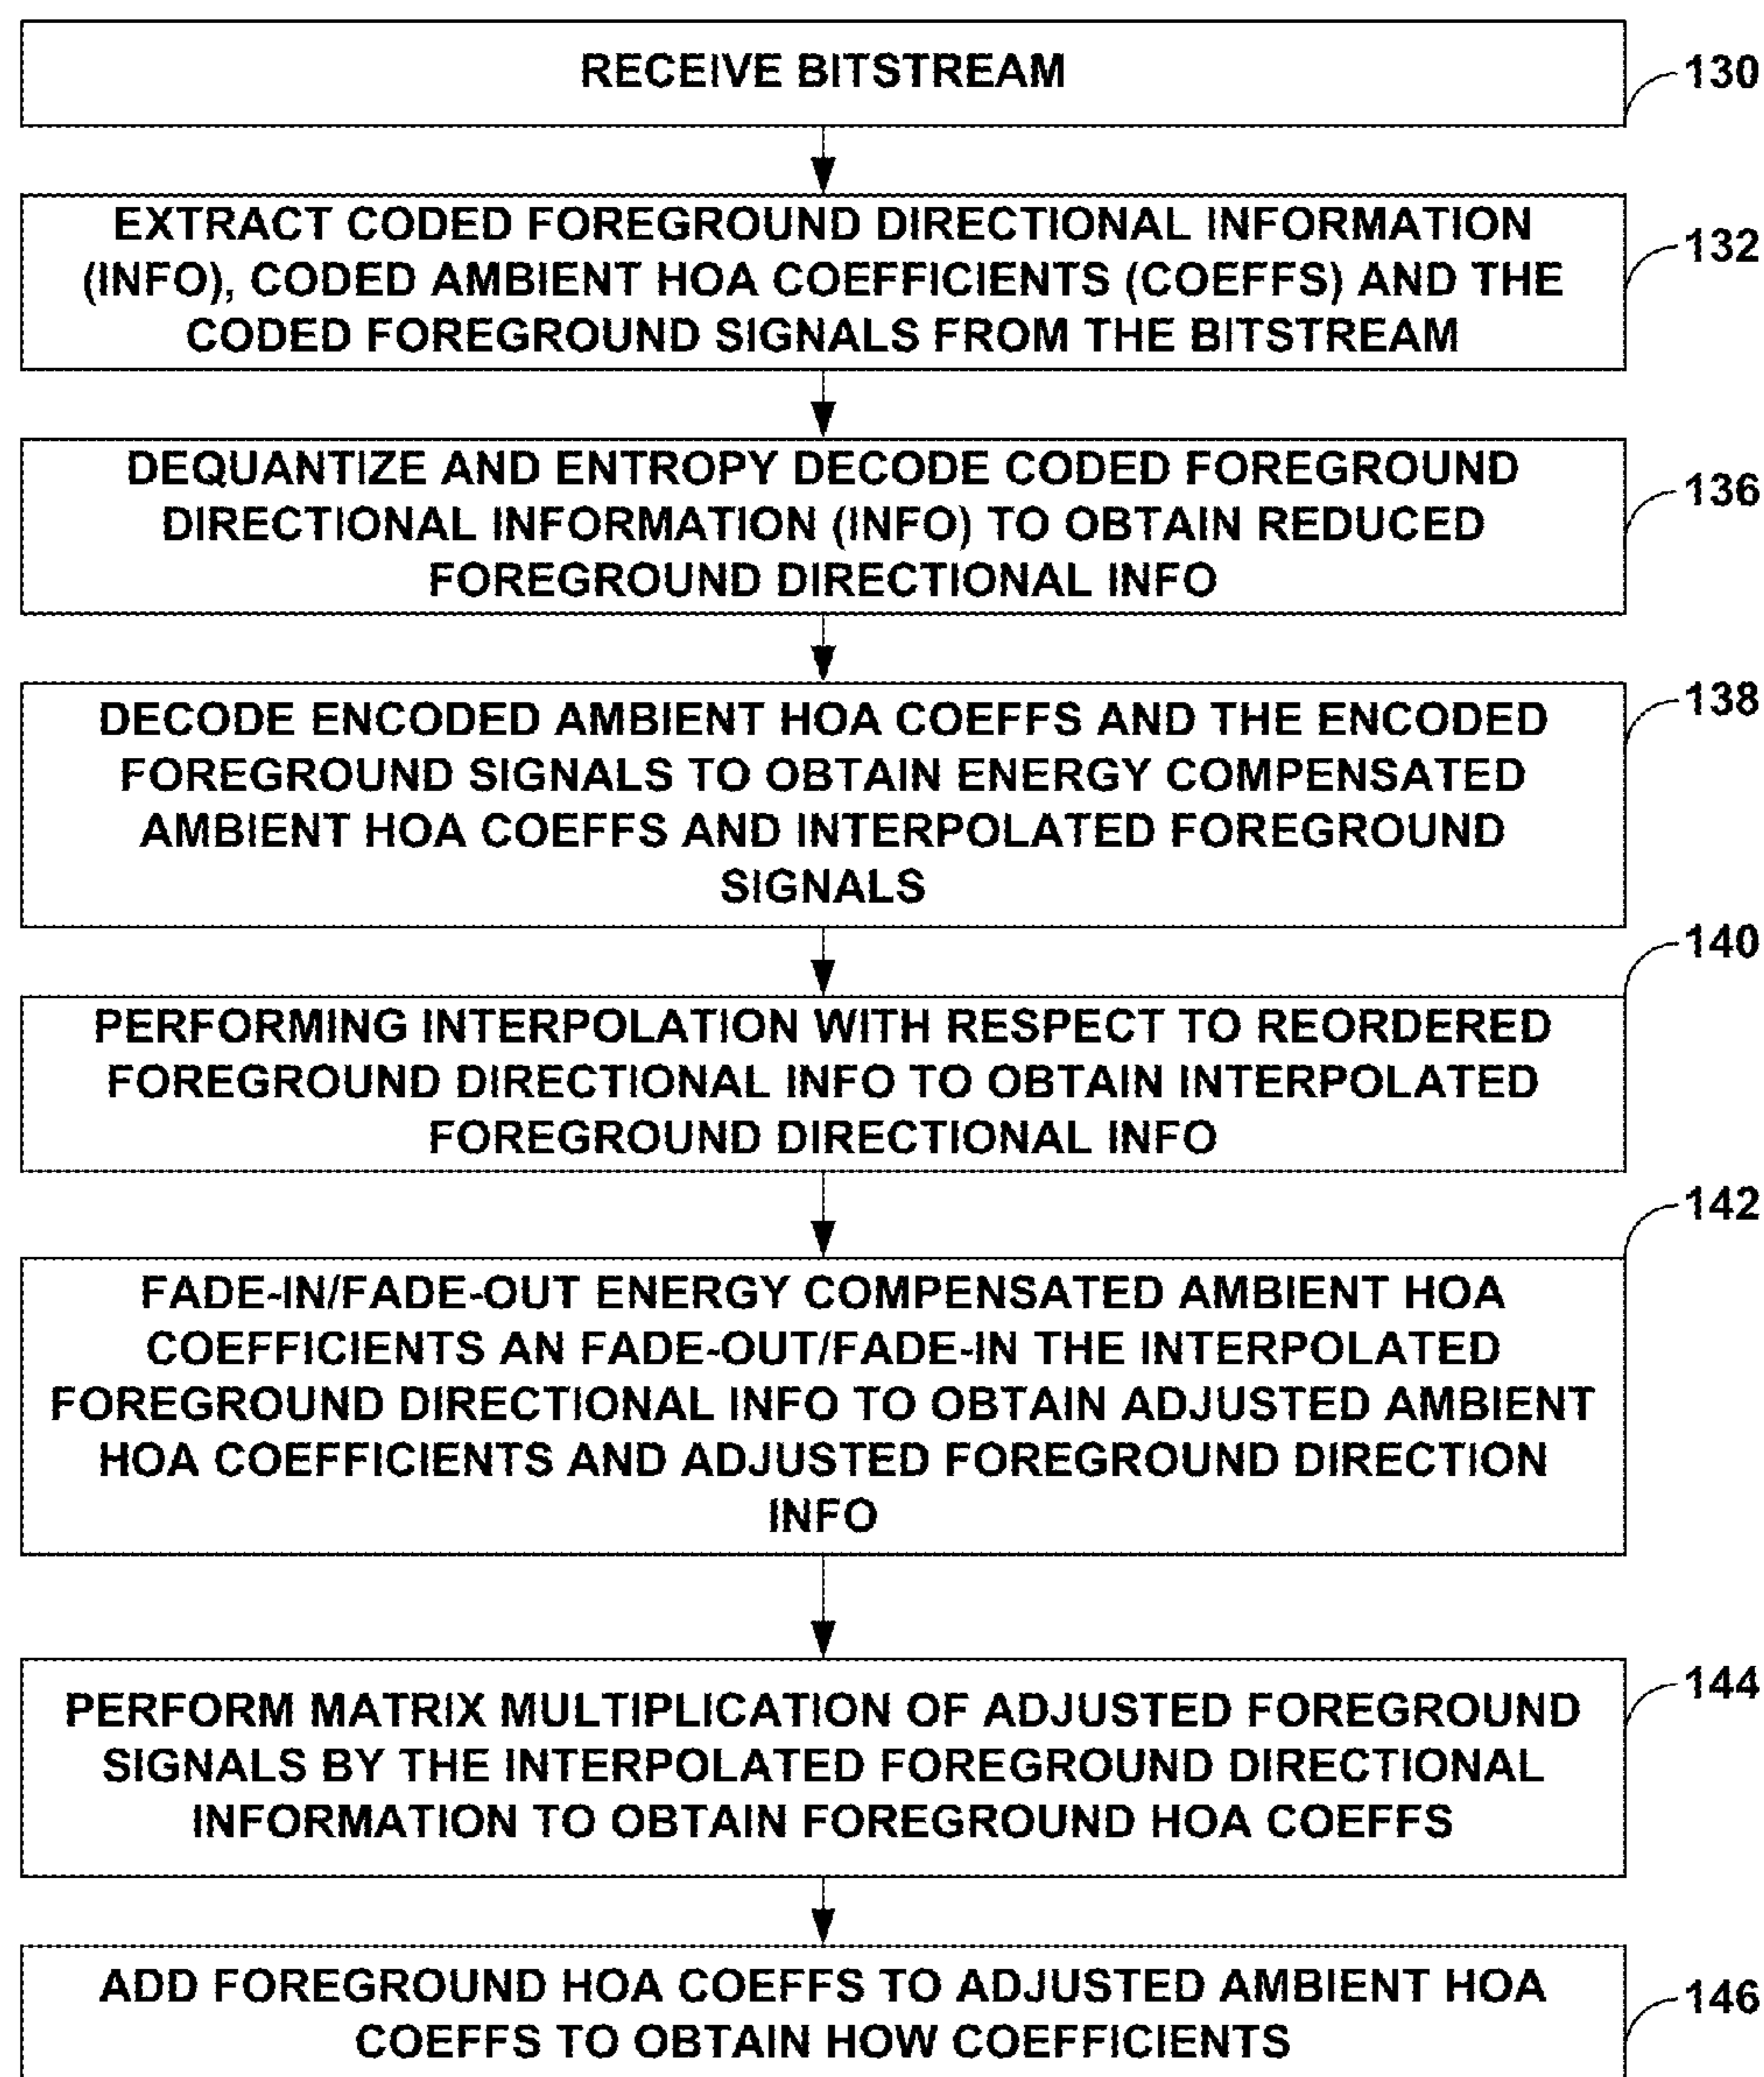 RECEIVE BITSTREAM
130
EXTRACT CODED FOREGROUND DIRECTIONAL INFORMATION
(INFO), CODED AMBIENT HOA COEFFICIENTS (COEFFS) AND THE
CODED FOREGROUND SIGNALS FROM THE BITSTREAM
132
DEQUANTIZE AND ENTROPY DECODE CODED FOREGROUND
DIRECTIONAL INFORMATION (INFO) TO OBTAIN REDUCED
FOREGROUND DIRECTIONAL INFO
136
DECODE ENCODED AMBIENT HOA COEFFS AND THE ENCODED
FOREGROUND SIGNALS TO OBTAIN ENERGY COMPENSATED
AMBIENT HOA COEFFS AND INTERPOLATED FOREGROUND
SIGNALS
138
PERFORMING INTERPOLATION WITH RESPECT TO REORDERED
FOREGROUND DIRECTIONAL INFO TO OBTAIN INTERPOLATED
FOREGROUND DIRECTIONAL INFO
140
FADE-IN/FADE-OUT ENERGY COMPENSATED AMBIENT HOA
COEFFICIENTS AN FADE-OUT/FADE-IN THE INTERPOLATED
FOREGROUND DIRECTIONAL INFO TO OBTAIN ADJUSTED AMBIENT
HOA COEFFICIENTS AND ADJUSTED FOREGROUND DIRECTION
INFO
142
PERFORM MATRIX MULTIPLICATION OF ADJUSTED FOREGROUND
SIGNALS BY THE INTERPOLATED FOREGROUND DIRECTIONAL
INFORMATION TO OBTAIN FOREGROUND HOA COEFFS
144
ADD FOREGROUND HOA COEFFS TO ADJUSTED AMBIENT HOA
COEFFS TO OBTAIN HOW COEFFICIENTS
146